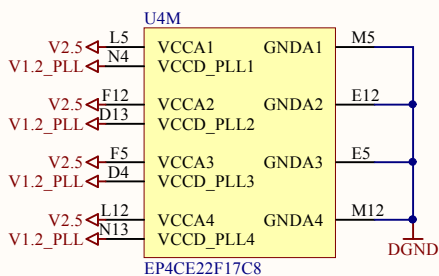 U4M
V2.5 L5 VCCA1 GNDA1 M5
V1.2_PLL N4 VCCD_PLL1
V2.5 F12 VCCA2 GNDA2 E12
V1.2_PLL D13 VCCD_PLL2
V2.5 F5 VCCA3 GNDA3 E5
V1.2_PLL D4 VCCD_PLL3
V2.5 L12 VCCA4 GNDA4 M12
V1.2_PLL N13 VCCD_PLL4
DGND
EP4CE22F17C8